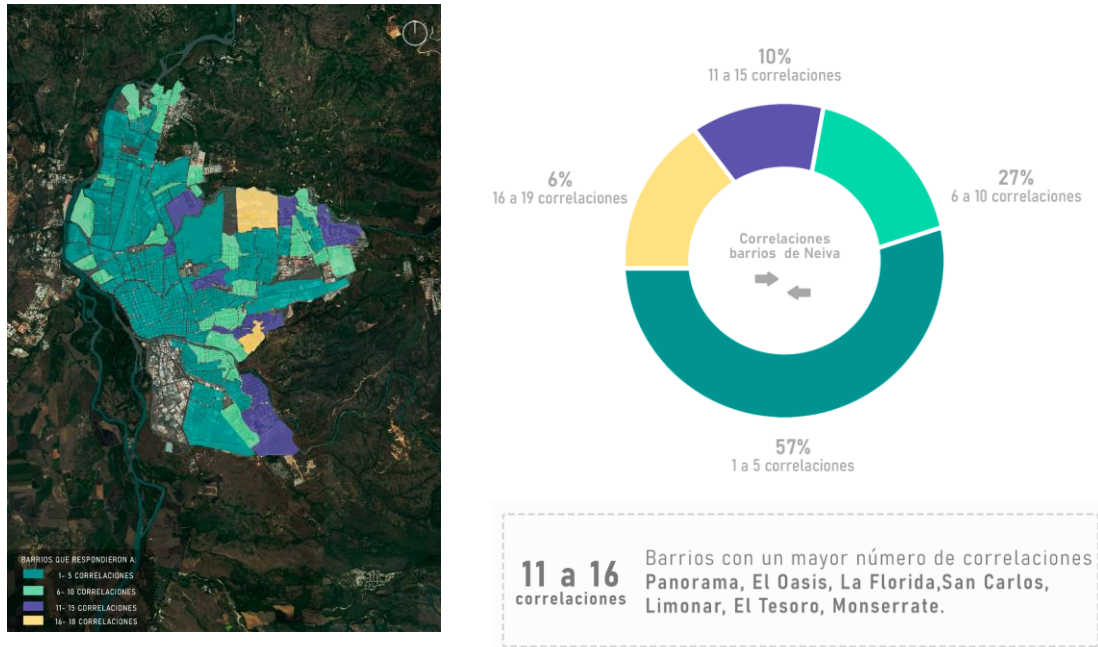 BARRIOS QUE RESPONDIERON A:
1- 5 CORRELACIONES
6- 10 CORRELACIONES
11- 15 CORRELACIONES
16- 18 CORRELACIONES
10%
11 a 15 correlaciones
6%
16 a 19 correlaciones
27%
6 a 10 correlaciones
Correlaciones
barrios de Neiva
57%
1 a 5 correlaciones
11 a 16
correlaciones
Barrios con un mayor número de correlaciones
Panorama, El Oasis, La Florida,San Carlos,
Limonar, El Tesoro, Monserrate.